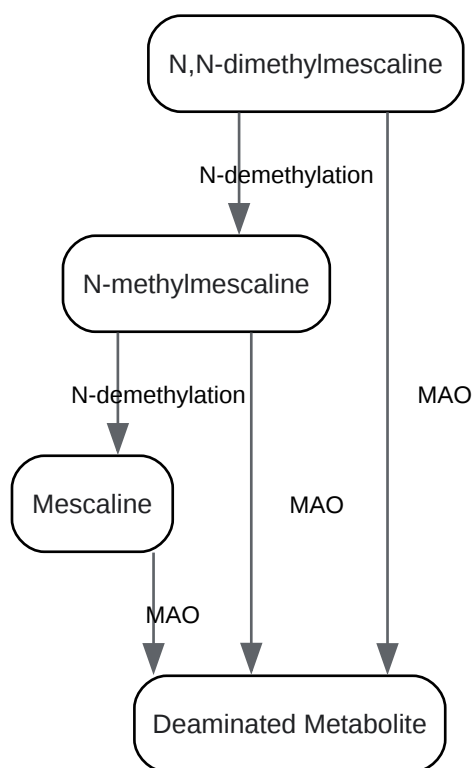 N,N-dimethylmescaline
N-demethylation
N-methylmescaline
N-demethylation
MAO
Mescaline
MAO
MAO
Deaminated Metabolite